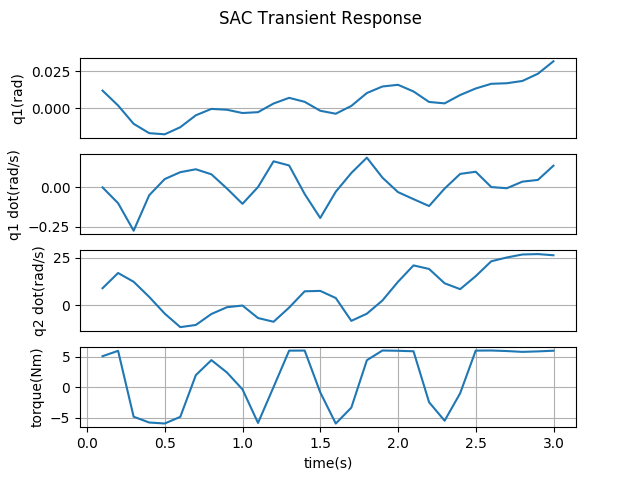 SAC Transient Response
q1(rad)
0.025
0.000
q1 dot(rad/s)
0.00
−0.25
q2 dot(rad/s)
25
0
torque(Nm)
5
0
−5
0.0 0.5 1.0 1.5 2.0 2.5 3.0
time(s)